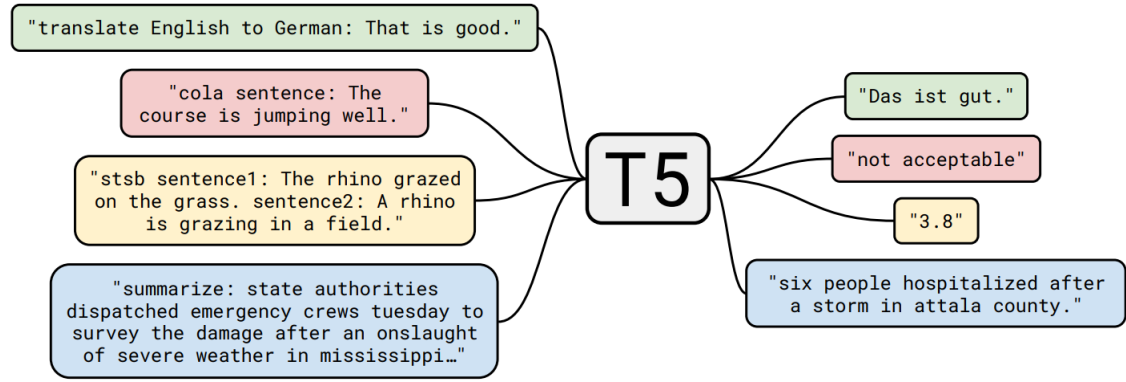 "translate English to German: That is good."
"cola sentence: The
course is jumping well."
"stsb sentence1: The rhino grazed
on the grass. sentence2: A rhino
is grazing in a field."
"summarize: state authorities
dispatched emergency crews tuesday to
survey the damage after an onslaught
of severe weather in mississippi…"
T5
"Das ist gut."
"not acceptable"
"3.8"
"six people hospitalized after
a storm in attala county."